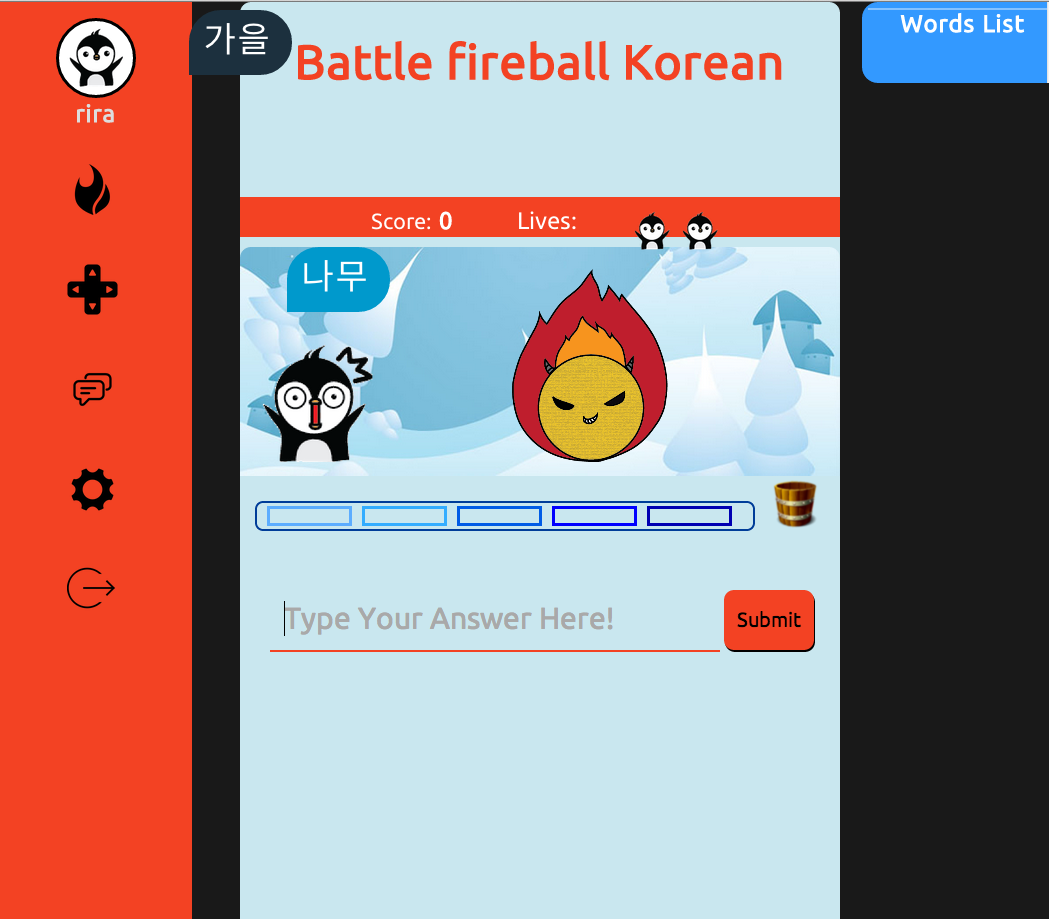 rira
가을
Battle fireball Korean
Words List
Score: 0
Lives:
나무
Type Your Answer Here!
Submit